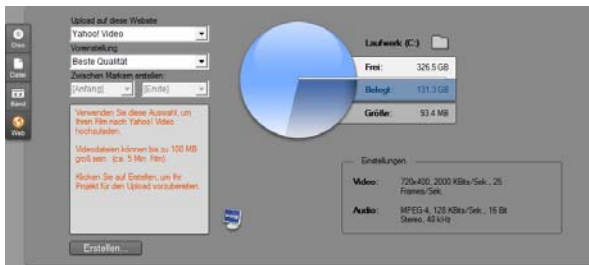 Upload auf diese Website
Yahoo! Video
Voreinstellung
Beste Qualität
Zwischen Markern erstellen:
[Anfang]
[Ende]
Verwenden Sie diese Auswahl, um
Ihren Film nach Yahoo! Video
hochzuladen.
Videodateien können bis zu 100 MB
groß sein. (ca. 5 Min. Film).
Klicken Sie auf Erstellen, um Ihr
Projekt für den Upload vorzubereiten.
Erstellen...
Disc
Datei
Band
Web
Laufwerk (C:)
Frei: 326.5 GB
Belegt: 131.3 GB
Größe: 93.4 MB
Einstellungen
Video: 720x400, 2000 KBits/Sek., 25
Frames/Sek.
Audio: MPEG-4, 128 KBits/Sek., 16 Bit
Stereo, 48 kHz